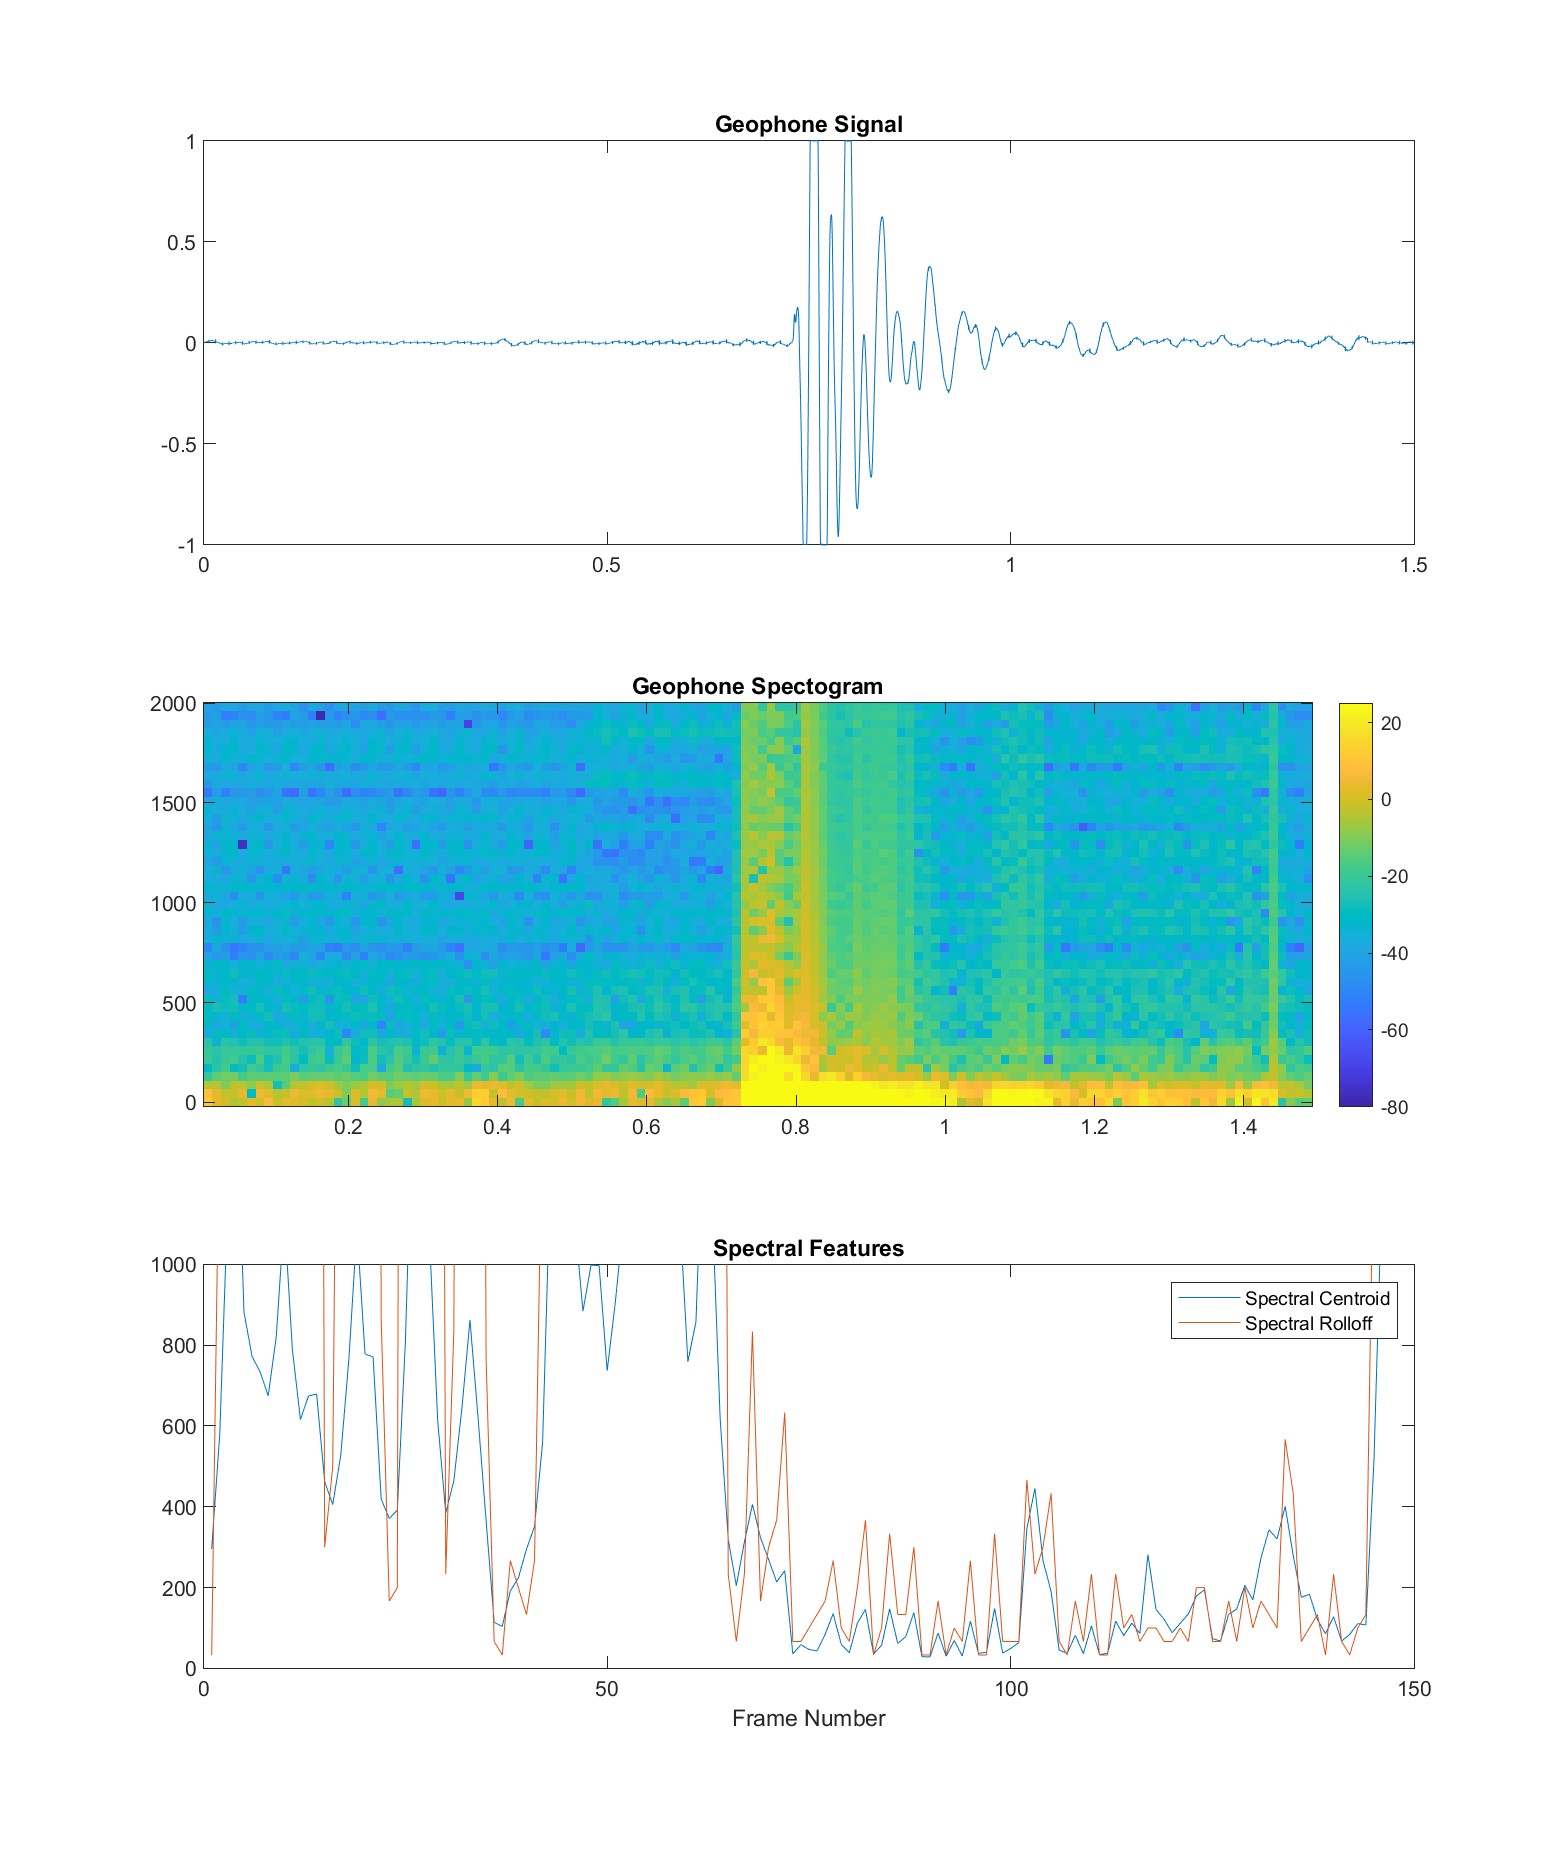 Geophone Signal
1
0.5
0
-0.5
-1
0 0.5 1 1.5
Geophone Spectogram
2000
1500
1000
500
0
0.2 0.4 0.6 0.8 1 1.2 1.4
20
0
-20
-40
-60
-80
Spectral Features
1000
800
600
400
200
0
Spectral Centroid
Spectral Rolloff
0 50 100 150
Frame Number